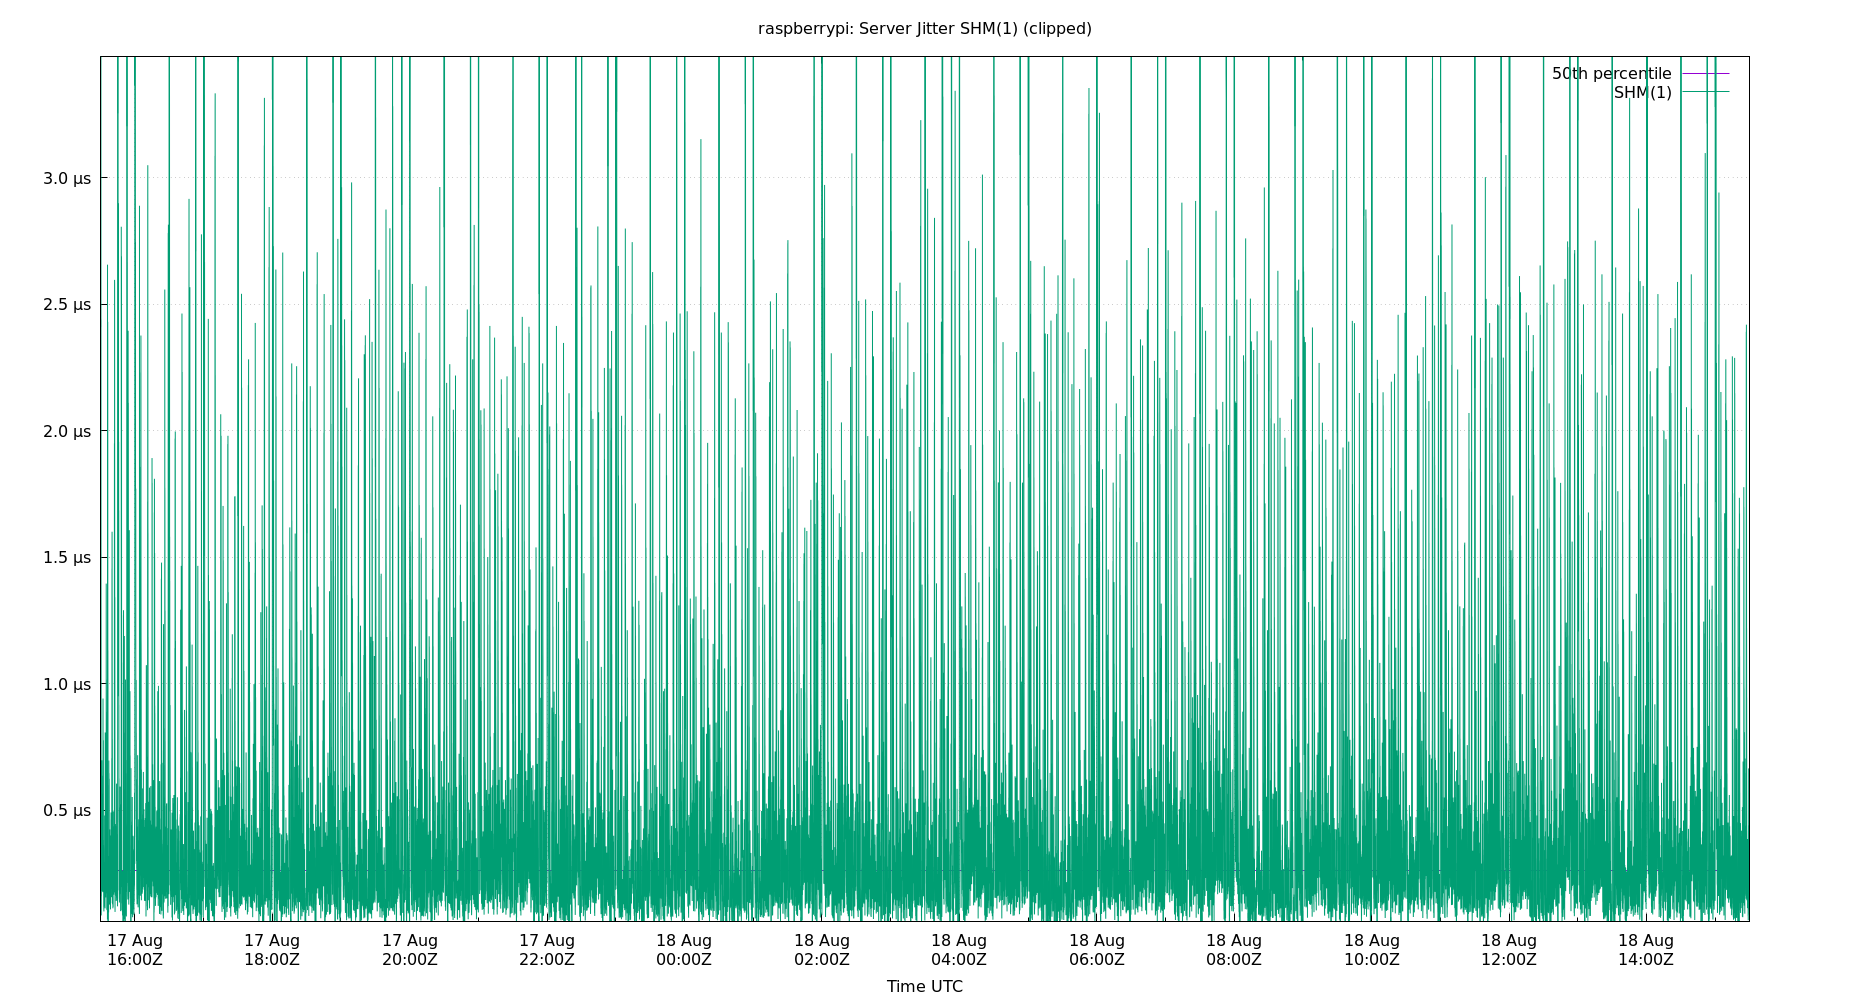 raspberrypi: Server Jitter SHM(1) (clipped)
50th percentile
SHM(1)
3.0 µs
2.5 µs
2.0 µs
1.5 µs
1.0 µs
0.5 µs
17 Aug 17 Aug 17 Aug 17 Aug 18 Aug 18 Aug 18 Aug 18 Aug 18 Aug 18 Aug 18 Aug 18 Aug
16:00Z 18:00Z 20:00Z 22:00Z 00:00Z 02:00Z 04:00Z 06:00Z 08:00Z 10:00Z 12:00Z 14:00Z
Time UTC